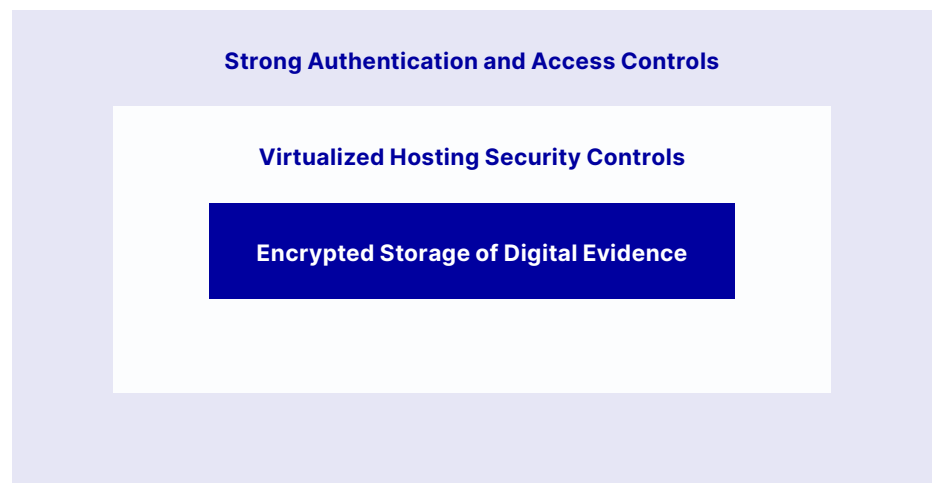 Strong Authentication and Access Controls
Virtualized Hosting Security Controls
Encrypted Storage of Digital Evidence